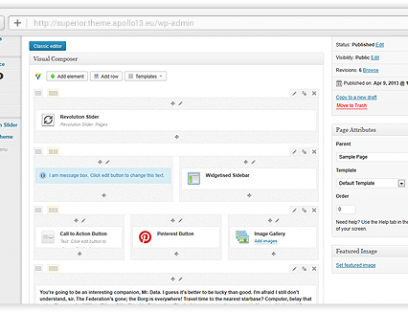 http://superior.theme.apollo13.eu/wp-admin
Classic editor
Visual Composer
Add element
Add row
Templates
Revolution Slider
Revolution Slider: Pages
I am message box. Click edit button to change this text.
Widgetised Sidebar
Call to Action Button
Text: Click edit button to
Pinterest Button
Image Gallery
Add images
You're going to be an interesting companion, Mr. Data. I guess it's better to be lucky than good. I'm afraid I still don't
understand, sir. The Federation's gone; the Borg is everywhere! Travel time to the nearest starbase? Computer, belay that
Slider
heme
Status: Published Edit
Visibility: Public Edit
Revisions: 6 Browse
Published on: Apr 9, 2013 @
Copy to a new draft
Move to Trash
Page Attributes
Parent
Sample Page
Template
Default Template
Order
0
Need help? Use the Help tab in the
of your screen.
Featured Image
Set featured image